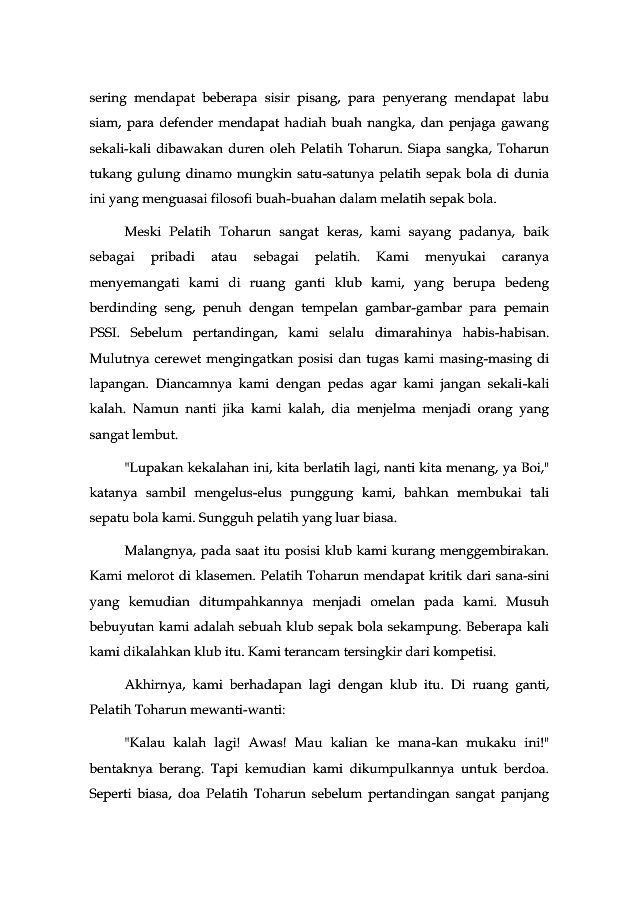 sering mendapat beberapa sisir pisang, para penyerang mendapat labu
siam, para defender mendapat hadiah buah nangka, dan penjaga gawang
sekali-kali dibawakan duren oleh Pelatih Toharun. Siapa sangka, Toharun
tukang gulung dinamo mungkin satu-satunya pelatih sepak bola di dunia
ini yang menguasai filosofi buah-buahan dalam melatih sepak bola.
Meski Pelatih Toharun sangat keras, kami sayang padanya, baik
sebagai pribadi atau sebagai pelatih. Kami menyukai caranya
menyemangati kami di ruang ganti klub kami, yang berupa bedeng
berdinding seng, penuh dengan tempelan gambar-gambar para pemain
PSSI. Sebelum pertandingan, kami selalu dimarahinya habis-habisan.
Mulutnya cerewet mengingatkan posisi dan tugas kami masing-masing di
lapangan. Diancamnya kami dengan pedas agar kami jangan sekali-kali
kalah. Namun nanti jika kami kalah, dia menjelma menjadi orang yang
sangat lembut.
"Lupakan kekalahan ini, kita berlatih lagi, nanti kita menang, ya Boi,"
katanya sambil mengelus-elus punggung kami, bahkan membukai tali
sepatu bola kami. Sungguh pelatih yang luar biasa.
Malangnya, pada saat itu posisi klub kami kurang menggembirakan.
Kami melorot di klasemen. Pelatih Toharun mendapat kritik dari sana-sini
yang kemudian ditumpahkannya menjadi omelan pada kami. Musuh
bebuyutan kami adalah sebuah klub sepak bola sekampung. Beberapa kali
kami dikalahkan klub itu. Kami terancam tersingkir dari kompetisi.
Akhirnya, kami berhadapan lagi dengan klub itu. Di ruang ganti,
Pelatih Toharun mewanti-wanti:
"Kalau kalah lagi! Awas! Mau kalian ke mana-kan mukaku ini!"
bentaknya berang. Tapi kemudian kami dikumpulkannya untuk berdoa.
Seperti biasa, doa Pelatih Toharun sebelum pertandingan sangat panjang